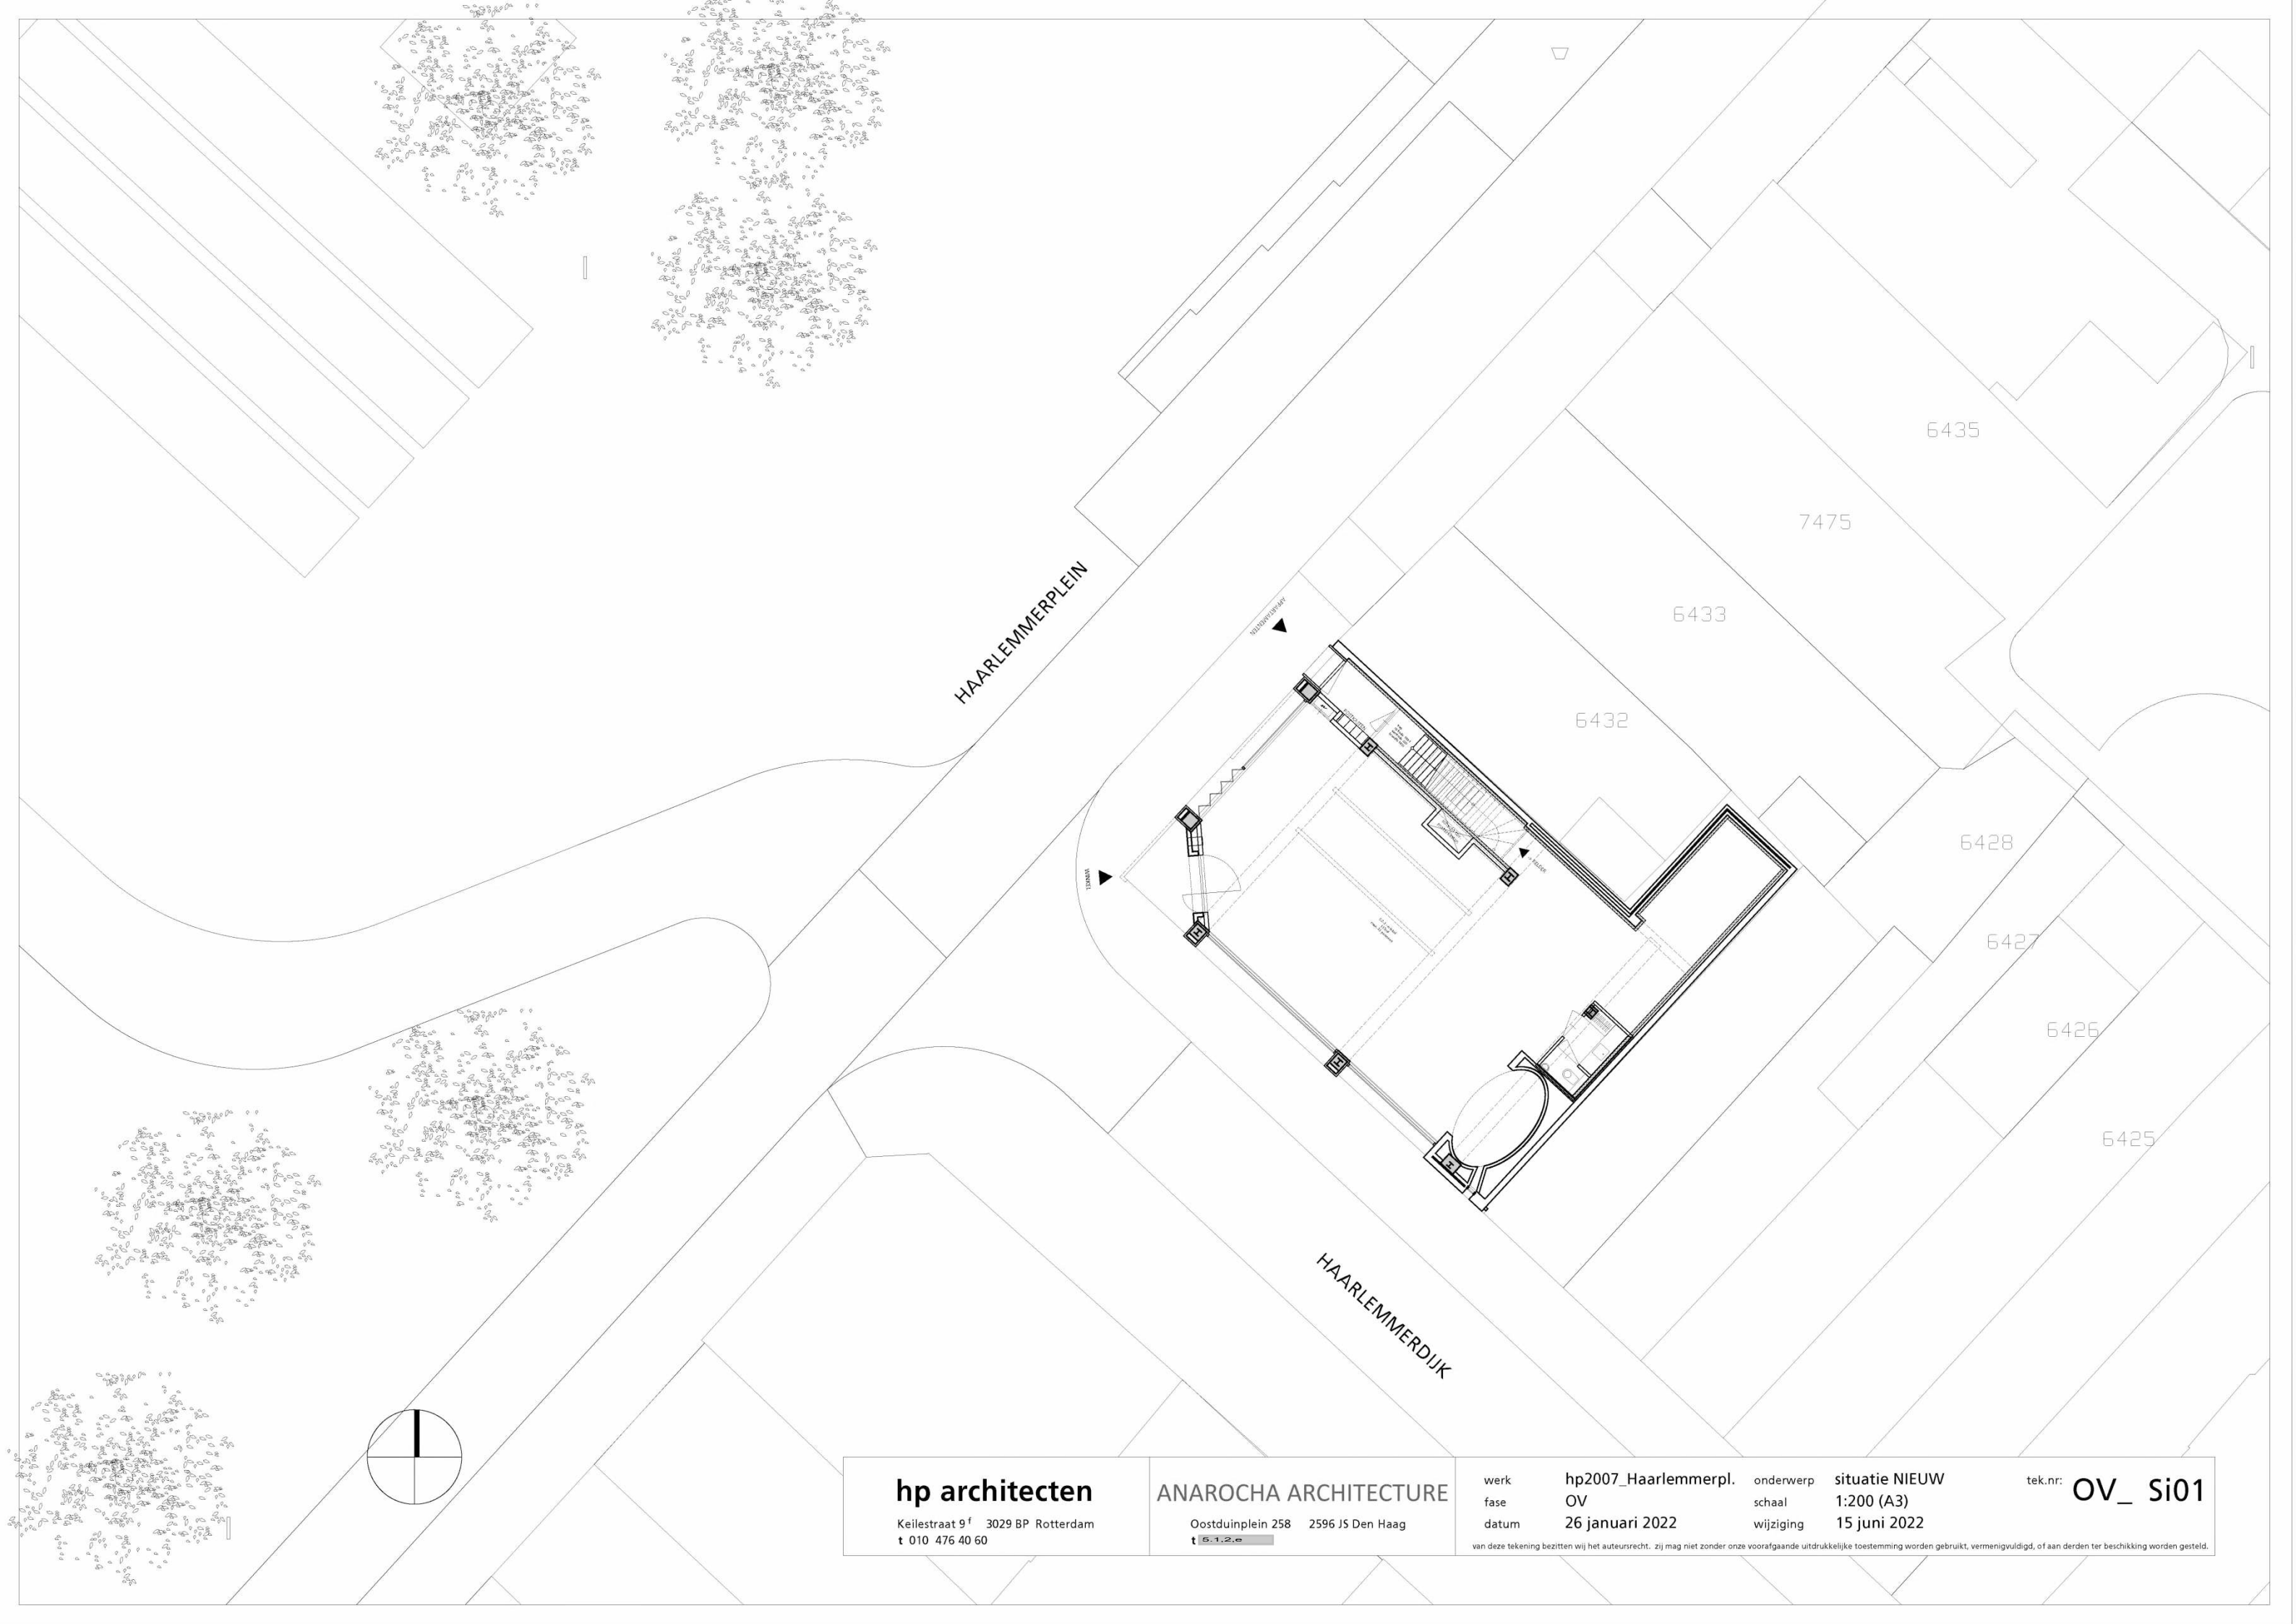 HAARLEMMERPLEIN
APPARTEMENTEN
WINKEL
6435
7475
6433
6432
6428
6427
6426
6425
HAARLEMMERDIJK
hp architecten
Keilestraat 9f 3029 BP Rotterdam
t 010 476 40 60
ANAROCHA ARCHITECTURE
Oostduinplein 258 2596 JS Den Haag
t 5.1,2,e
werk hp2007_Haarlemmerpl.
fase OV
datum 26 januari 2022
onderwerp situatie NIEUW
schaal 1:200 (A3)
wijziging 15 juni 2022
tek.nr: OV_ Si01
van deze tekening bezitten wij het auteursrecht. zij mag niet zonder onze voorafgaande uitdrukkelijke toestemming worden gebruikt, vermenigvuldigd, of aan derden ter beschikking worden gesteld.